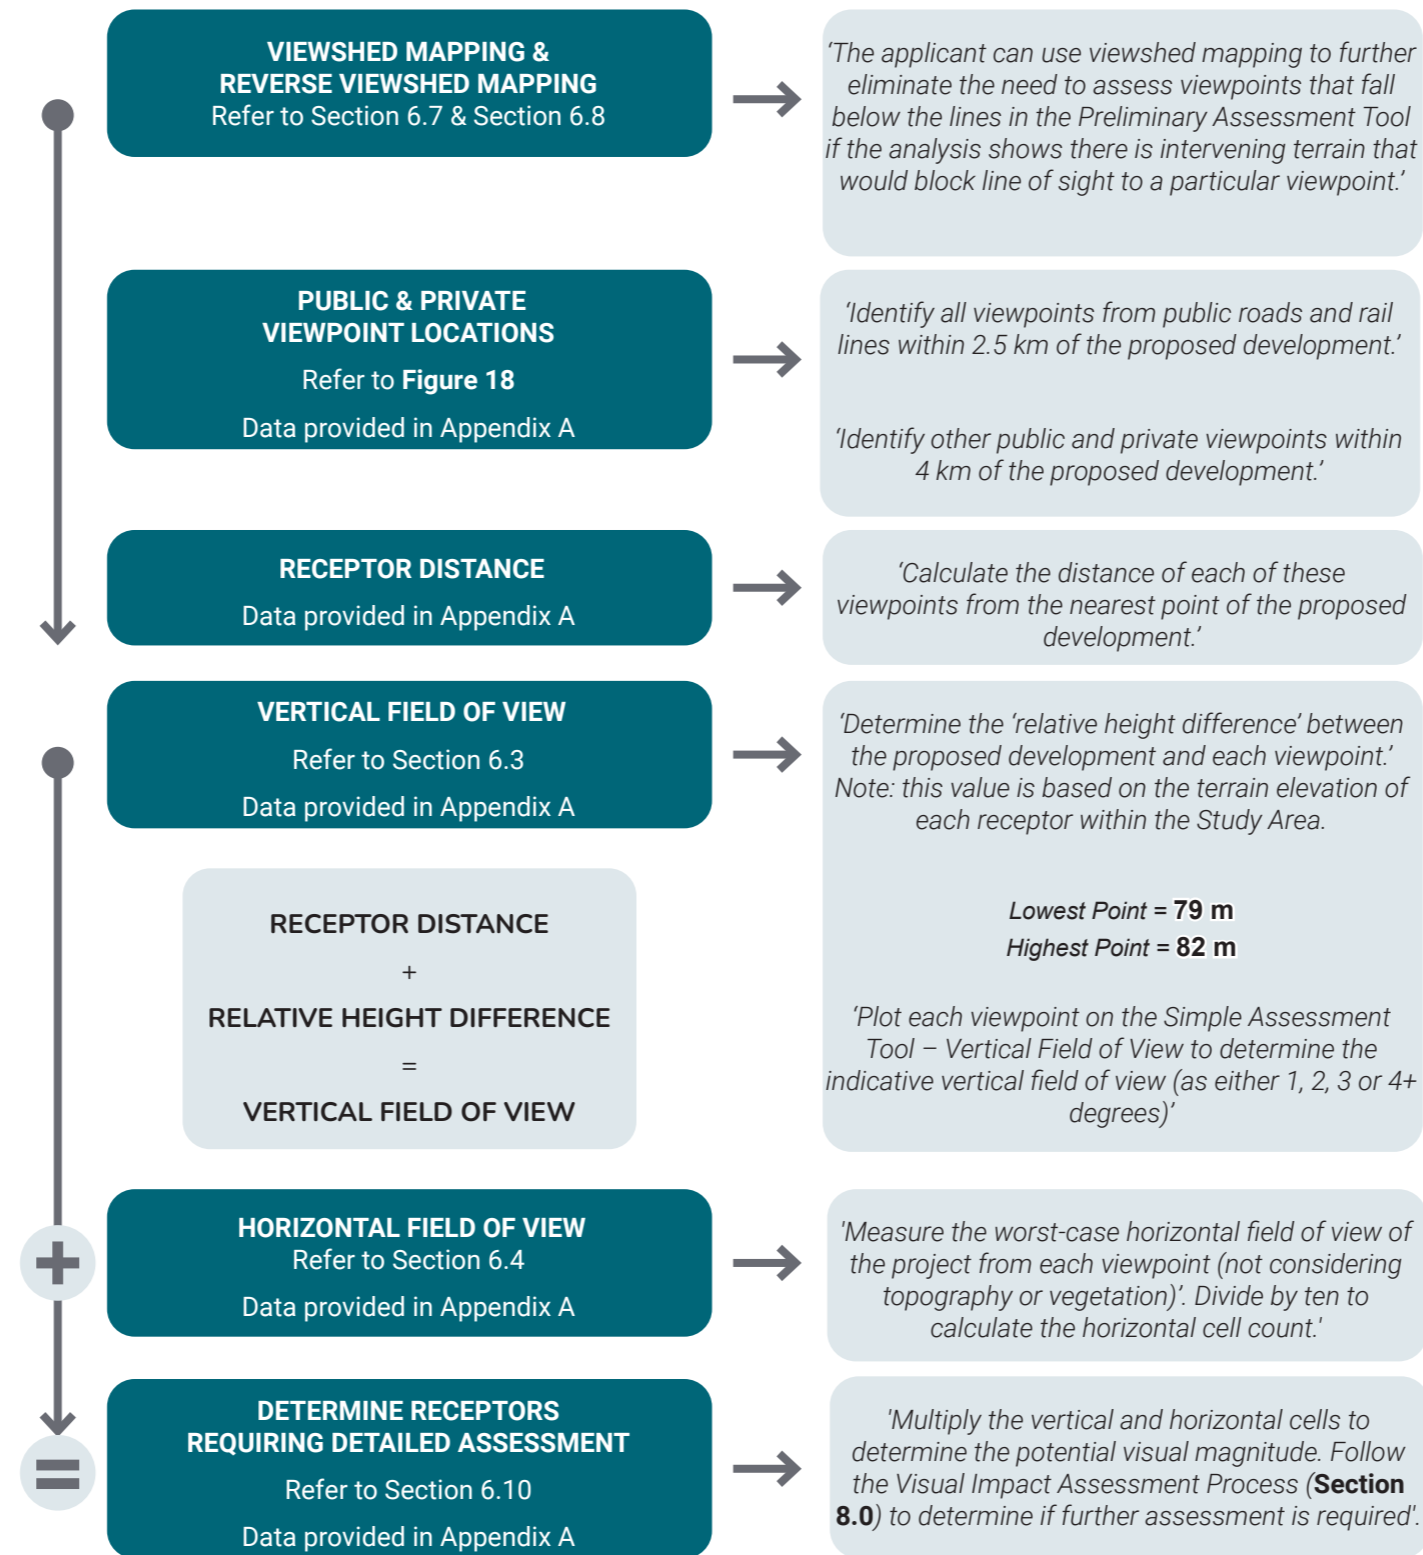 VIEWSHED MAPPING &
REVERSE VIEWSHED MAPPING
Refer to Section 6.7 & Section 6.8
‘The applicant can use viewshed mapping to further
eliminate the need to assess viewpoints that fall
below the lines in the Preliminary Assessment Tool
if the analysis shows there is intervening terrain that
would block line of sight to a particular viewpoint.’
PUBLIC & PRIVATE
VIEWPOINT LOCATIONS
Refer to Figure 18
Data provided in Appendix A
‘Identify all viewpoints from public roads and rail
lines within 2.5 km of the proposed development.’
‘Identify other public and private viewpoints within
4 km of the proposed development.’
RECEPTOR DISTANCE
Data provided in Appendix A
‘Calculate the distance of each of these
viewpoints from the nearest point of the proposed
development.’
VERTICAL FIELD OF VIEW
Refer to Section 6.3
Data provided in Appendix A
‘Determine the ‘relative height difference’ between
the proposed development and each viewpoint.’
Note: this value is based on the terrain elevation of
each receptor within the Study Area.
Lowest Point = 79 m
Highest Point = 82 m
‘Plot each viewpoint on the Simple Assessment
Tool – Vertical Field of View to determine the
indicative vertical field of view (as either 1, 2, 3 or 4+
degrees)’
RECEPTOR DISTANCE
+
RELATIVE HEIGHT DIFFERENCE
=
VERTICAL FIELD OF VIEW
+
HORIZONTAL FIELD OF VIEW
Refer to Section 6.4
Data provided in Appendix A
'Measure the worst-case horizontal field of view of
the project from each viewpoint (not considering
topography or vegetation)’. Divide by ten to
calculate the horizontal cell count.'
=
DETERMINE RECEPTORS
REQUIRING DETAILED ASSESSMENT
Refer to Section 6.10
Data provided in Appendix A
'Multiply the vertical and horizontal cells to
determine the potential visual magnitude. Follow
the Visual Impact Assessment Process (Section
8.0) to determine if further assessment is required'.